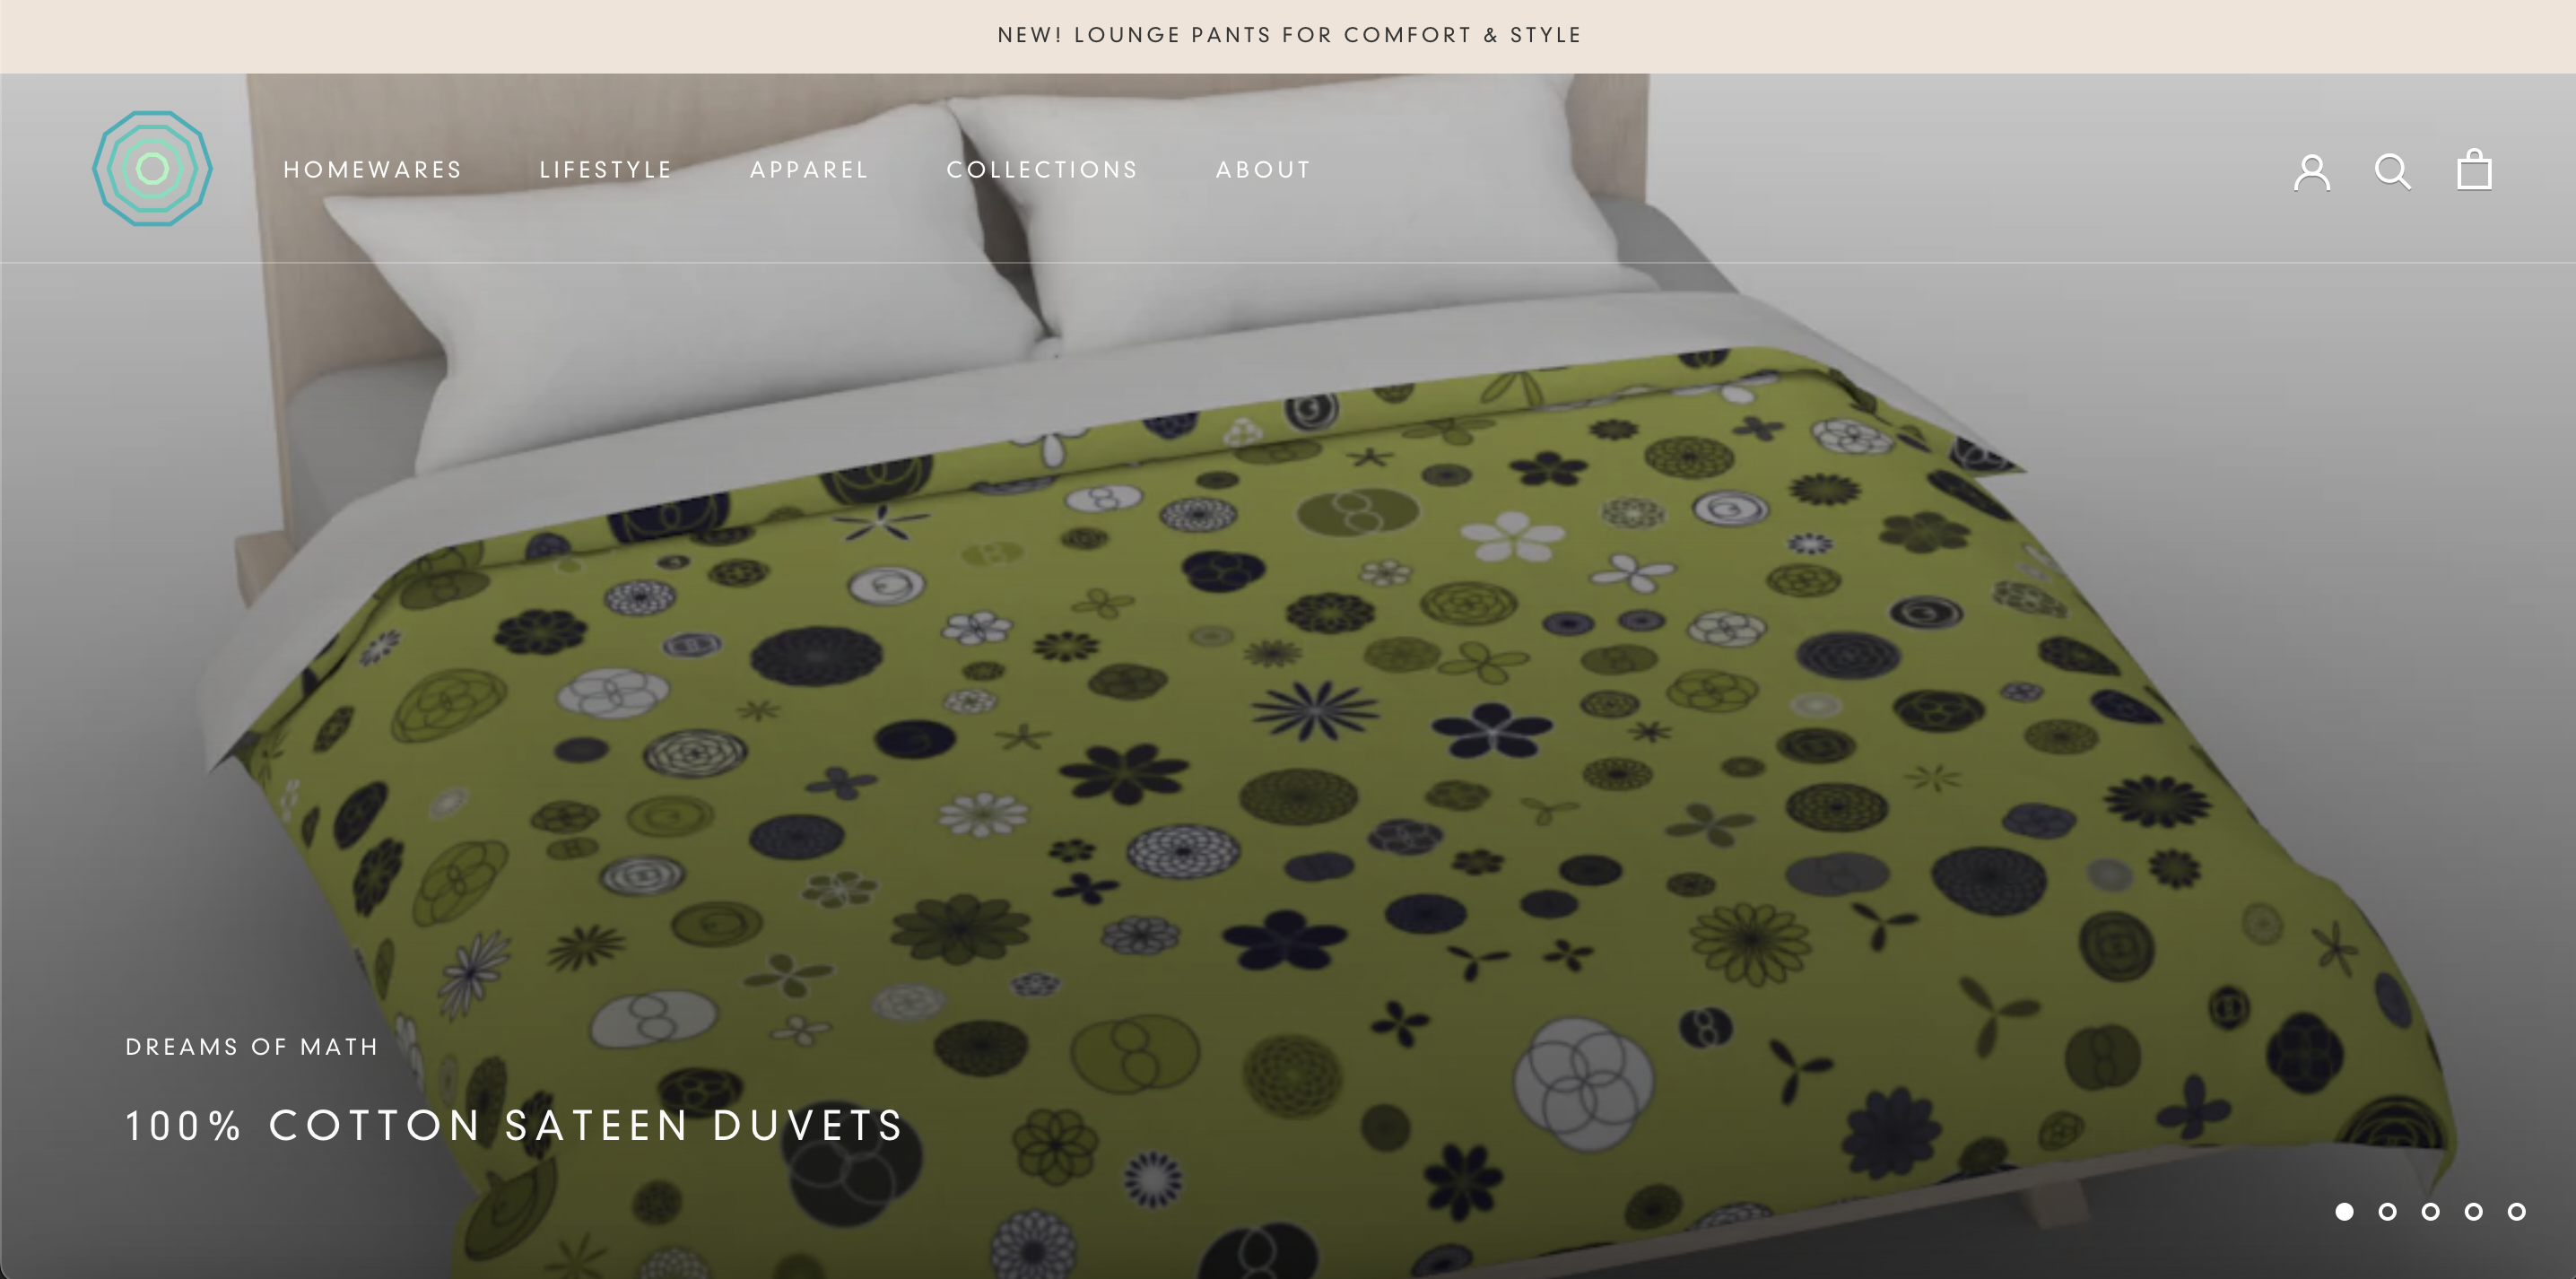 NEW! LOUNGE PANTS FOR COMFORT & STYLE
HOMEWARES LIFESTYLE APPAREL COLLECTIONS ABOUT
DREAMS OF MATH
100% COTTON SATEEN DUVETS